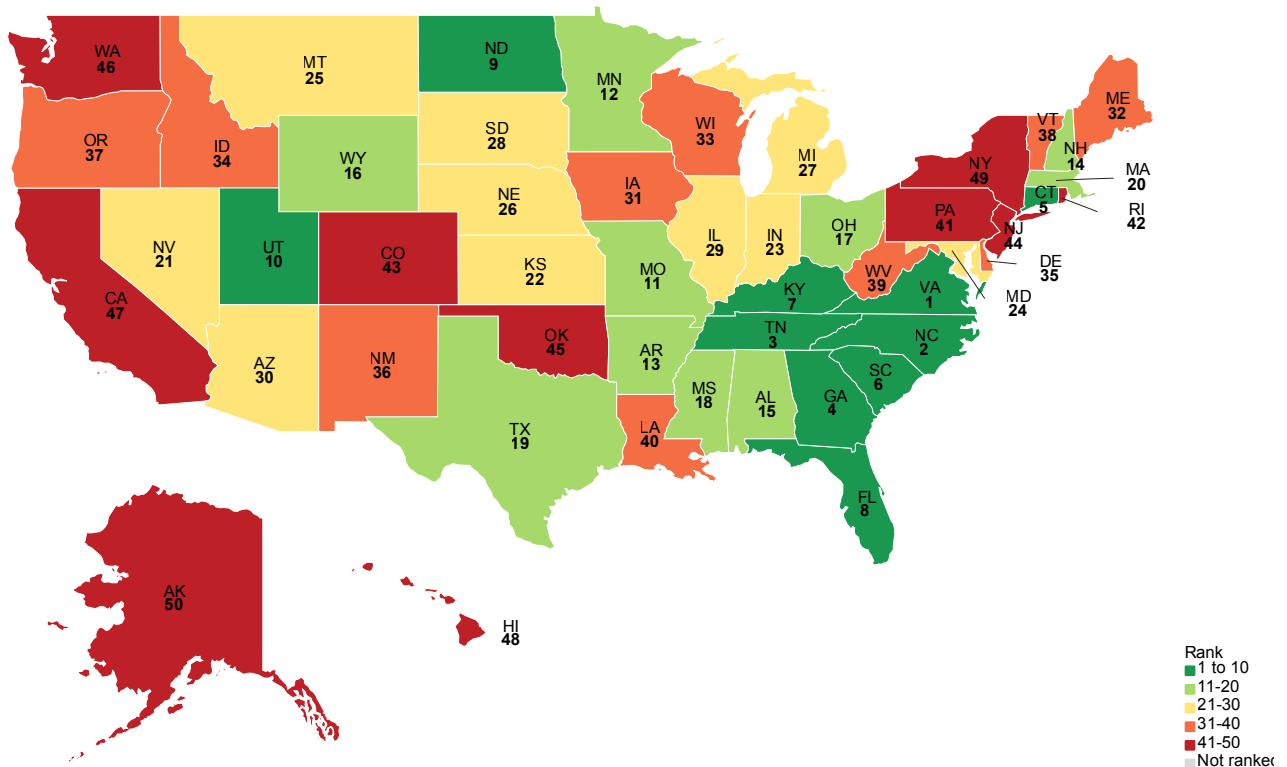 WA
46
MT
25
ND
9
MN
12
OR
37
ID
34
WY
16
SD
28
WI
33
MI
27
NY
49
VT
38
NH
14
ME
32
MA
20
CT
5
RI
42
CA
47
NV
21
UT
10
CO
43
NE
26
KS
22
IA
31
IL
29
IN
23
OH
17
PA
41
NJ
44
DE
35
MD
24
MO
11
KY
7
WV
39
VA
1
AZ
30
NM
36
OK
45
AR
13
TN
3
NC
2
SC
6
TX
19
LA
40
MS
18
AL
15
GA
4
FL
8
AK
50
HI
48
Rank
1 to 10
11-20
21-30
31-40
41-50
Not ranked